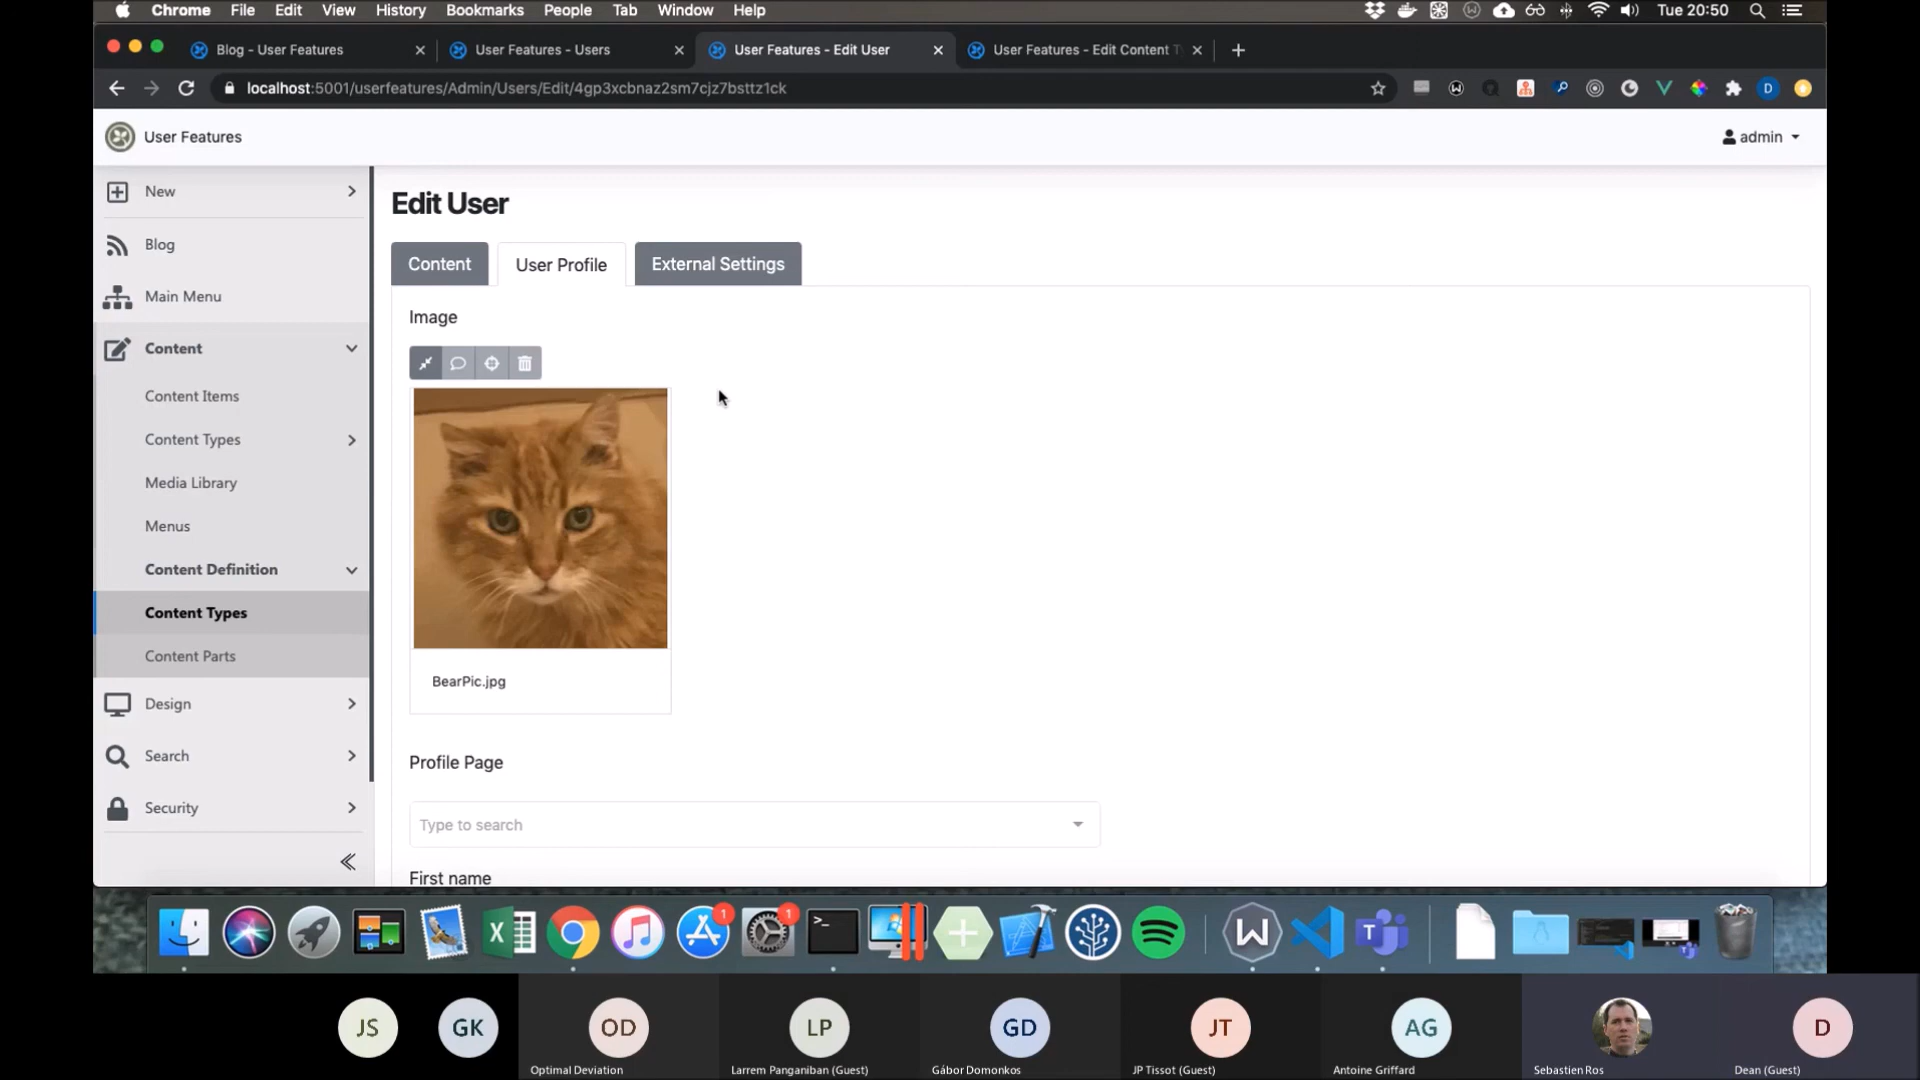 Chrome File Edit View History Bookmarks People Tab Window Help
Tue 20:50
Blog - User Features
User Features - Users
User Features - Edit User
User Features - Edit Content T
localhost:5001/userfeatures/Admin/Users/Edit/4gp3xcbnaz2sm7cjz7bsttz1ck
D
User Features
admin
New
Blog
Main Menu
Content
Content Items
Content Types
Media Library
Menus
Content Definition
Content Types
Content Parts
Design
Search
Security
Edit User
Content
User Profile
External Settings
Image
BearPic.jpg
Profile Page
Type to search
First name
1
1
JS
GK
OD
LP
GD
JT
AG
D
Optimal Deviation
Larrem Panganiban (Guest)
Gábor Domonkos
JP Tissot (Guest)
Antoine Griffard
Sebastien Ros
Dean (Guest)